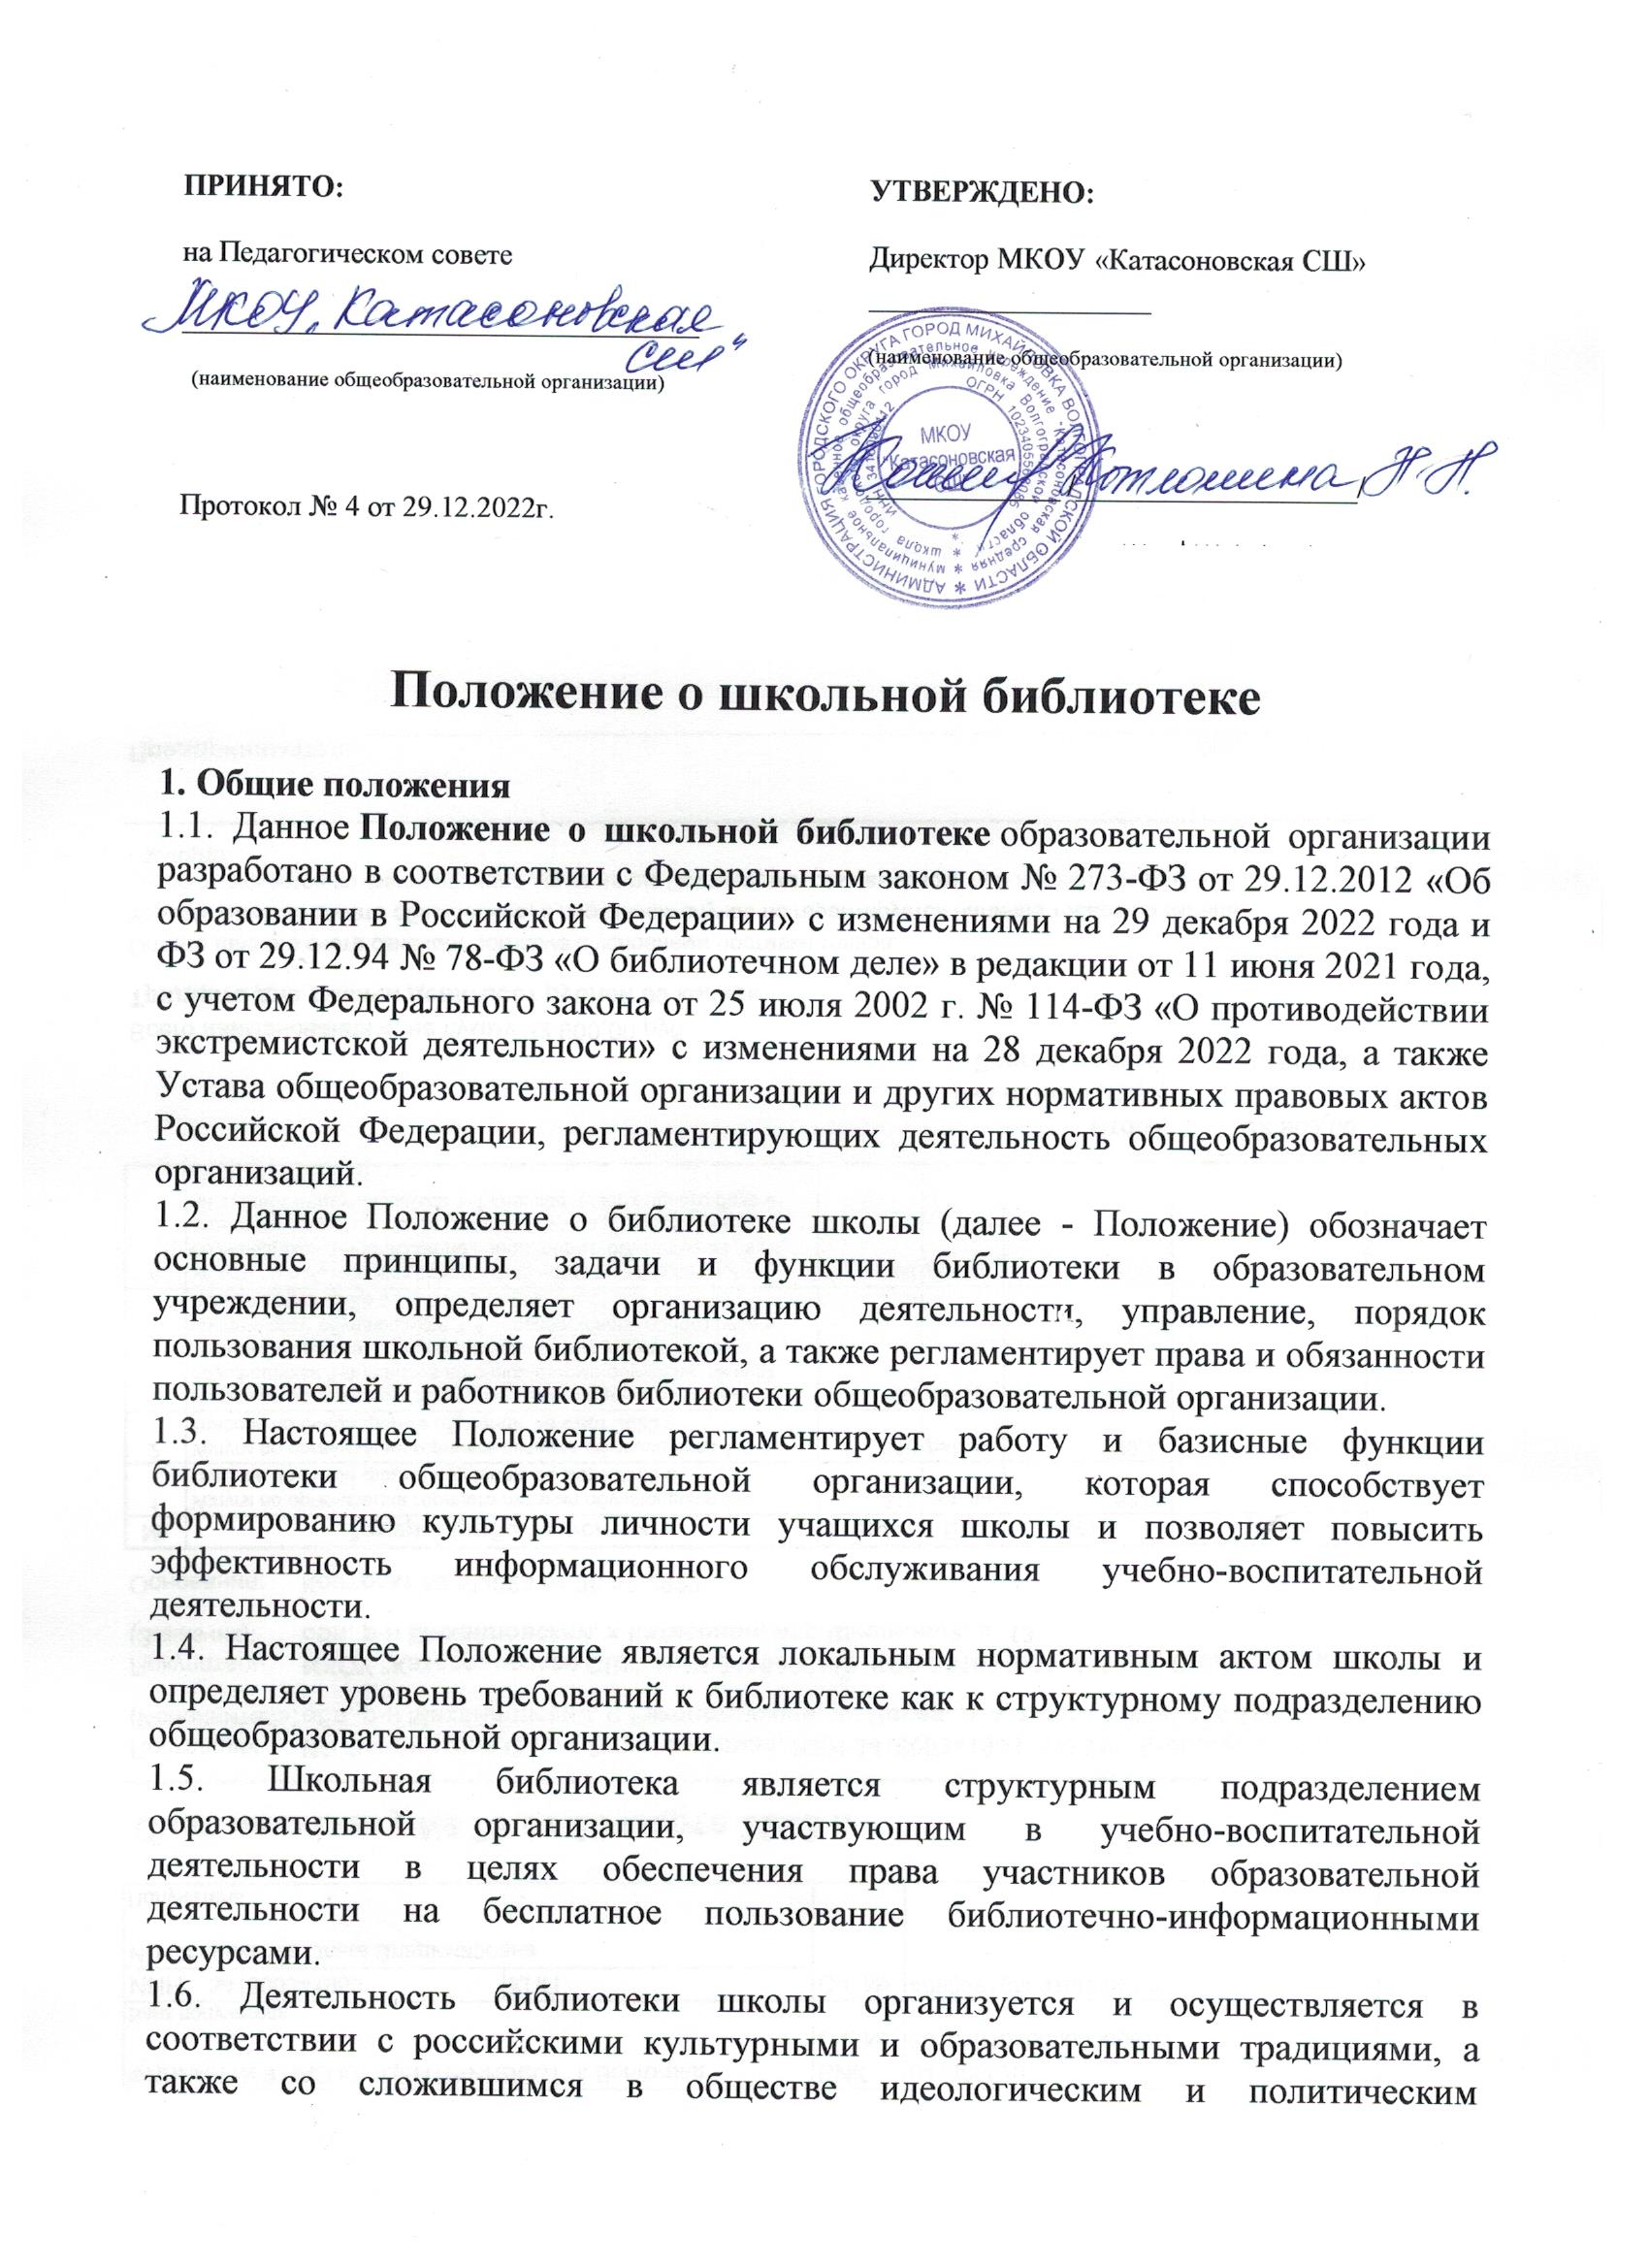 ПРИНЯТО:
на Педагогическом совете
МКОУ "Катасоновская
СШ"
(наименование общеобразовательной организации)
Протокол № 4 от 29.12.2022г.
УТВЕРЖДЕНО:
Директор МКОУ «Катасоновская СШ»
(наименование общеобразовательной организации)
Н.Н.
АДМИНИСТРАЦИЯ ГОРОДСКОГО ОКРУГА ГОРОД МИХАЙЛОВКА ВОЛГОГРАДСКОЙ ОБЛАСТИ
МКОУ
"Катасоновская
Положение о школьной библиотеке
1. Общие положения
1.1. Данное Положение о школьной библиотеке образовательной организации
разработано в соответствии с Федеральным законом № 273-ФЗ от 29.12.2012 «Об
образовании в Российской Федерации» с изменениями на 29 декабря 2022 года и
ФЗ от 29.12.94 № 78-ФЗ «О библиотечном деле» в редакции от 11 июня 2021 года,
с учетом Федерального закона от 25 июля 2002 г. № 114-ФЗ «О противодействии
экстремистской деятельности» с изменениями на 28 декабря 2022 года, а также
Устава общеобразовательной организации и других нормативных правовых актов
Российской Федерации, регламентирующих деятельность общеобразовательных
организаций.
1.2. Данное Положение о библиотеке школы (далее - Положение) обозначает
основные принципы, задачи и функции библиотеки в образовательном
учреждении, определяет организацию деятельности, управление, порядок
пользования школьной библиотекой, а также регламентирует права и обязанности
пользователей и работников библиотеки общеобразовательной организации.
1.3. Настоящее Положение регламентирует работу и базисные функции
библиотеки общеобразовательной организации, которая способствует
формированию культуры личности учащихся школы и позволяет повысить
эффективность информационного обслуживания учебно-воспитательной
деятельности.
1.4. Настоящее Положение является локальным нормативным актом школы и
определяет уровень требований к библиотеке как к структурному подразделению
общеобразовательной организации.
1.5. Школьная библиотека является структурным подразделением
образовательной организации, участвующим в учебно-воспитательной
деятельности в целях обеспечения права участников образовательной
деятельности на бесплатное пользование библиотечно-информационными
ресурсами.
1.6. Деятельность библиотеки школы организуется и осуществляется в
соответствии с российскими культурными и образовательными традициями, а
также со сложившимся в обществе идеологическим и политическим